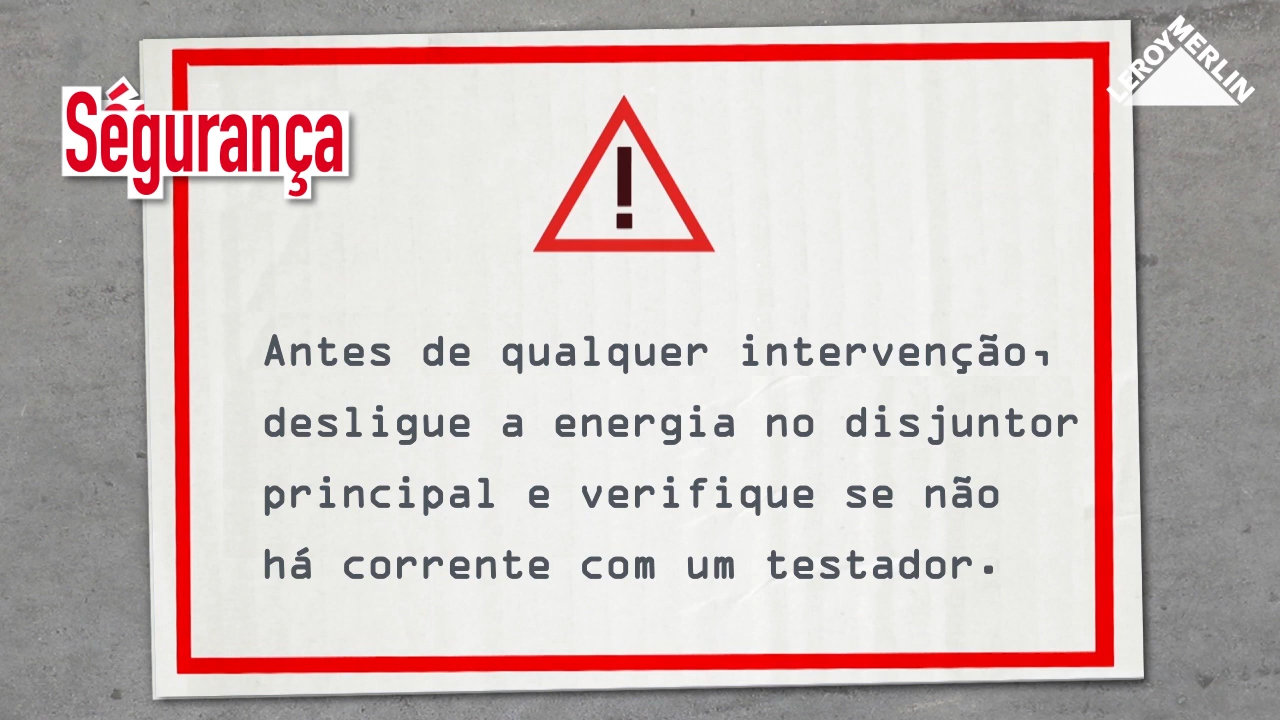 Segurança
LEROY MERLIN
!
Antes de qualquer intervenção,
desligue a energia no disjuntor
principal e verifique se não
há corrente com um testador.